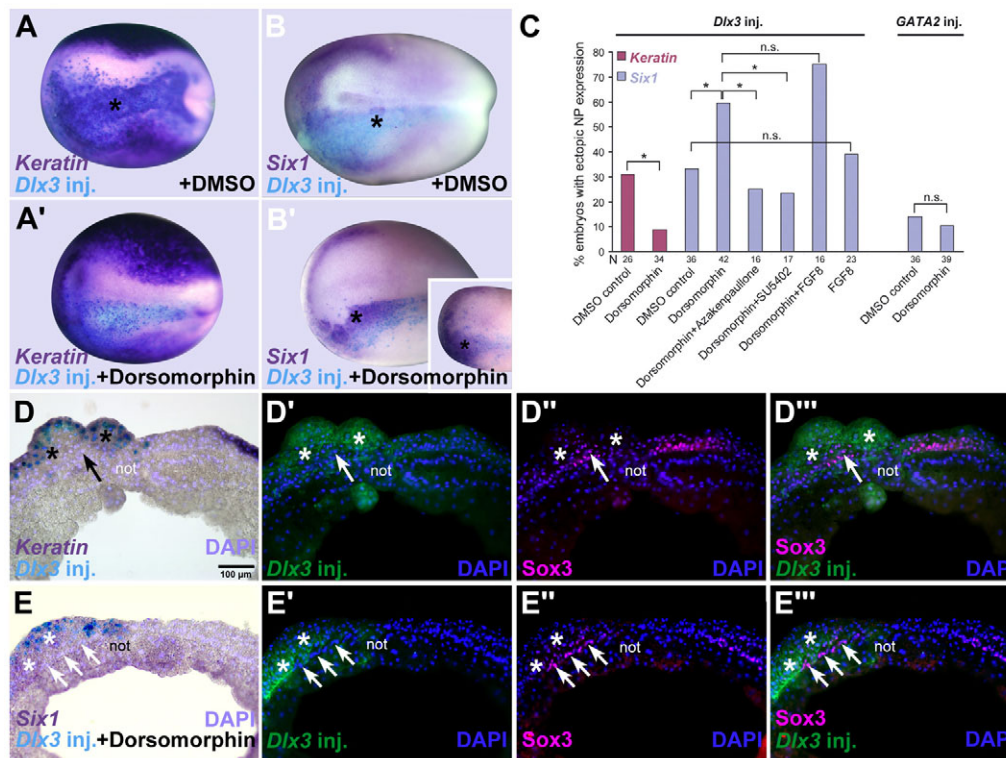 A
Keratin
Dlx3 inj.
+DMSO
B
Six1
Dlx3 inj.
+DMSO
A'
Keratin
Dlx3 inj.+Dorsomorphin
B'
Six1
Dlx3 inj.+Dorsomorphin
*
*
*
*
C
Dlx3 inj.
GATA2 inj.
Keratin
Six1
% embryos with ectopic NP expression
80
70
60
50
40
30
20
10
0
n.s.
*
*
*
*
n.s.
n.s.
N 26 34 36 42 16 17 16 23 36 39
DMSO control
Dorsomorphin
DMSO control
Dorsomorphin
Dorsomorphin+Azakenpaullone
Dorsomorphin+SU5402
Dorsomorphin+FGF8
FGF8
DMSO control
Dorsomorphin
D
* *
not
Keratin
DAPI
Dlx3 inj.
100 µm
D'
* *
not
Dlx3 inj.
DAPI
D''
* *
not
Sox3
DAPI
D'''
* *
not
Sox3
Dlx3 inj.
DAPI
E
*
*
not
Six1
DAPI
Dlx3 inj.+Dorsomorphin
E'
*
*
not
Dlx3 inj.
DAPI
E''
*
*
not
Sox3
DAPI
E'''
*
*
not
Sox3
Dlx3 inj.
DAPI